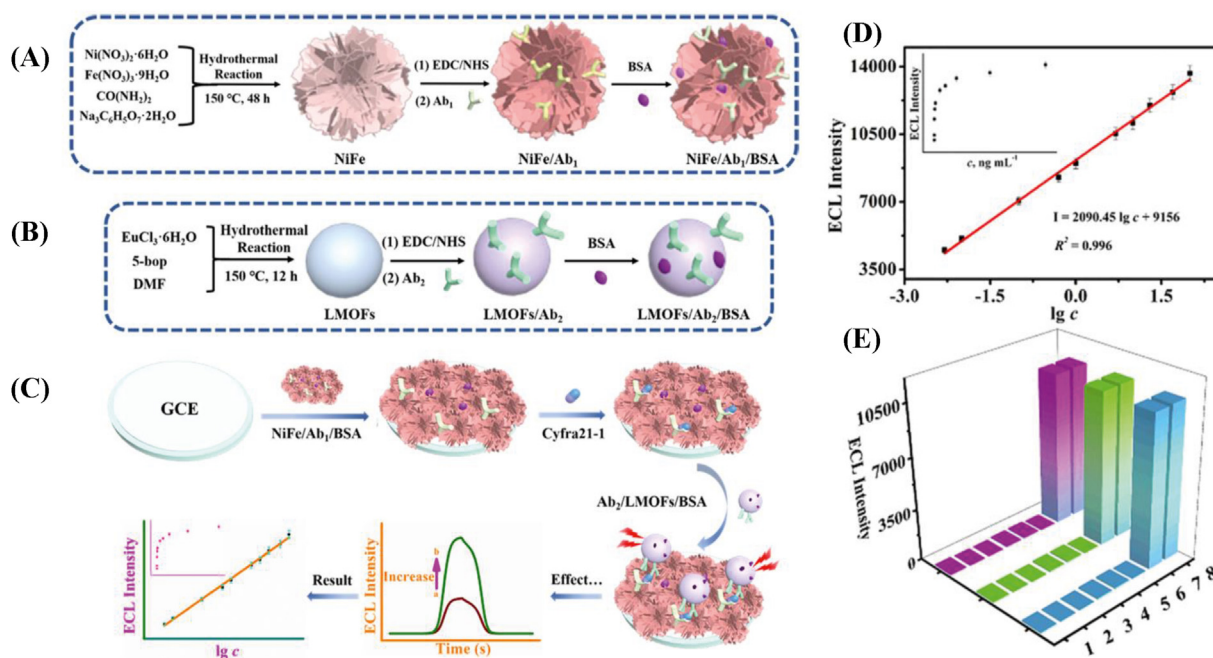 (A)
Ni(NO3)2·6H2O
Fe(NO3)3·9H2O
CO(NH2)2
Na3C6H5O7·2H2O
Hydrothermal
Reaction
150 °C, 48 h
NiFe
(1) EDC/NHS
(2) Ab1
NiFe/Ab1
BSA
NiFe/Ab1/BSA
(B)
EuCl3·6H2O
5-bop
DMF
Hydrothermal
Reaction
150 °C, 12 h
LMOFs
(1) EDC/NHS
(2) Ab2
LMOFs/Ab2
BSA
LMOFs/Ab2/BSA
(C)
GCE
NiFe/Ab1/BSA
Cyfra21-1
Ab2/LMOFs/BSA
Effect…
ECL Intensity
Increase
b
a
Time (s)
Result
ECL Intensity
lg c
(D)
ECL Intensity
14000
10500
7000
3500
-3.0
-1.5
0.0
1.5
lg c
ECL Intensity
c, ng mL-1
I = 2090.45 lg c + 9156
R2 = 0.996
(E)
ECL Intensity
10500
7000
3500
0
1
2
3
4
5
6
7
8